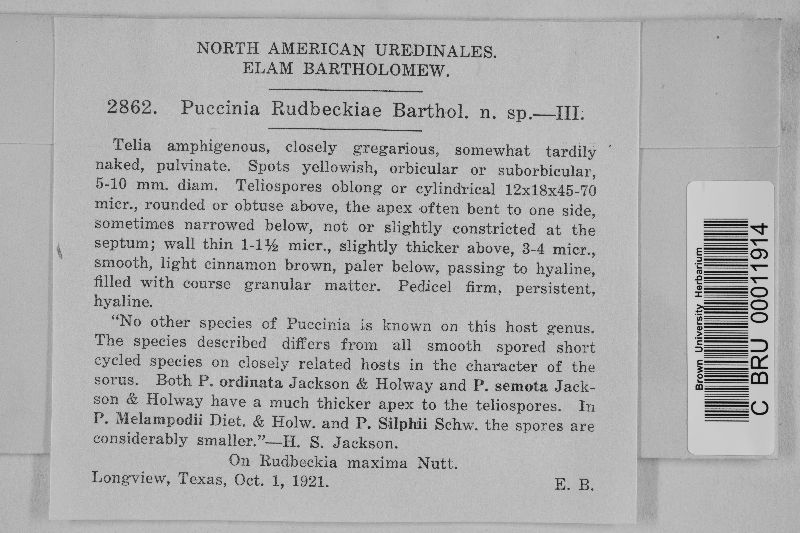 NORTH AMERICAN UREDINALES.
ELAM BARTHOLOMEW.
2862. Puccinia Rudbeckiae Barthol. n. sp.—III.
Telia amphigenous, closely gregarious, somewhat tardily
naked, pulvinate. Spots yellowish, orbicular or suborbicular,
5-10 mm. diam. Teliospores oblong or cylindrical 12x18x45-70
micr., rounded or obtuse above, the apex often bent to one side,
sometimes narrowed below, not or slightly constricted at the
septum; wall thin 1-1½ micr., slightly thicker above, 3-4 micr.,
smooth, light cinnamon brown, paler below, passing to hyaline,
filled with course granular matter. Pedicel firm, persistent,
hyaline.
"No other species of Puccinia is known on this host genus.
The species described differs from all smooth spored short
cycled species on closely related hosts in the character of the
sorus. Both P. ordinata Jackson & Holway and P. semota Jack-
son & Holway have a much thicker apex to the teliospores. In
P. Melampodii Diet. & Holw. and P. Silphii Schw. the spores are
considerably smaller."—H. S. Jackson.
On Rudbeckia maxima Nutt.
Longview, Texas, Oct. 1, 1921. E. B.
Brown University Herbarium
C BRU 00011914